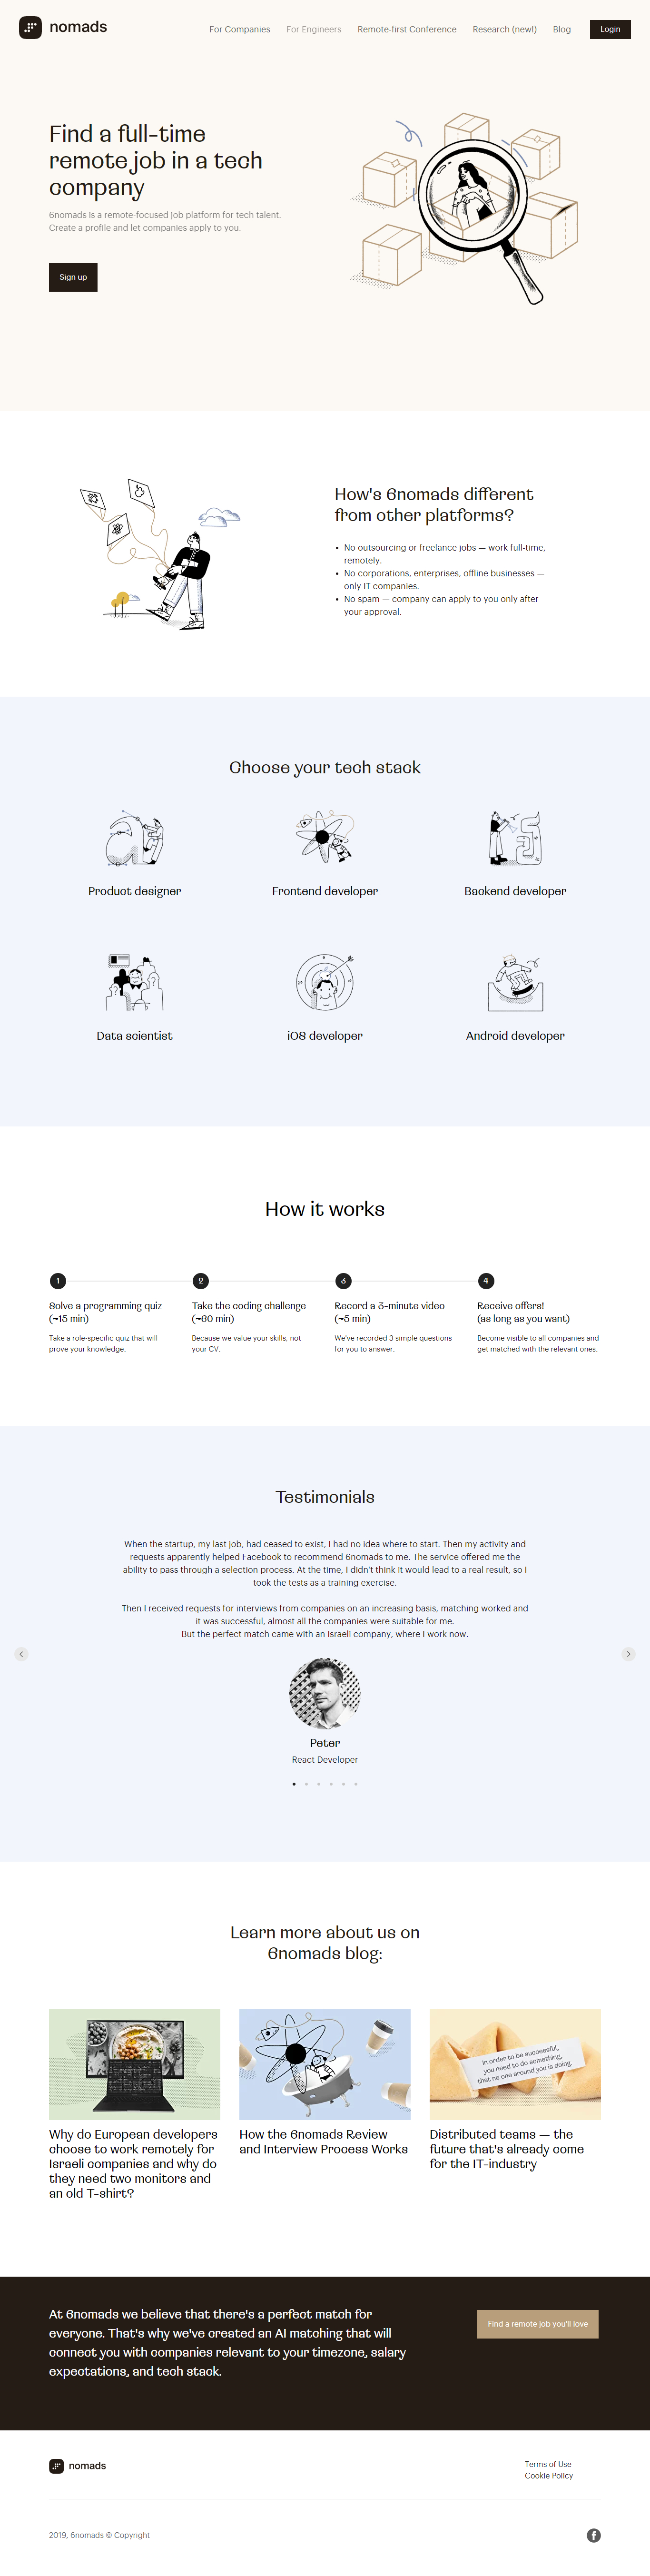 nomads
For Companies
For Engineers
Remote-first Conference
Research (new!)
Blog
Login
Find a full-time
remote job in a tech
company
6nomads is a remote-focused job platform for tech talent.
Create a profile and let companies apply to you.
Sign up
How's 6nomads different
from other platforms?
No outsourcing or freelance jobs — work full-time,
remotely.
No corporations, enterprises, offline businesses —
only IT companies.
No spam — company can apply to you only after
your approval.
Choose your tech stack
Product designer
Frontend developer
Backend developer
Data scientist
iOS developer
Android developer
How it works
1
2
3
4
Solve a programming quiz
(~15 min)
Take a role-specific quiz that will
prove your knowledge.
Take the coding challenge
(~60 min)
Because we value your skills, not
your CV.
Record a 3-minute video
(~5 min)
We've recorded 3 simple questions
for you to answer.
Receive offers!
(as long as you want)
Become visible to all companies and
get matched with the relevant ones.
Testimonials
When the startup, my last job, had ceased to exist, I had no idea where to start. Then my activity and
requests apparently helped Facebook to recommend 6nomads to me. The service offered me the
ability to pass through a selection process. At the time, I didn't think it would lead to a real result, so I
took the tests as a training exercise.
Then I received requests for interviews from companies on an increasing basis, matching worked and
it was successful, almost all the companies were suitable for me.
But the perfect match came with an Israeli company, where I work now.
Peter
React Developer
Learn more about us on
6nomads blog:
In order to be successful,
you need to do something,
that no one around you is doing.
Why do European developers
choose to work remotely for
Israeli companies and why do
they need two monitors and
an old T-shirt?
How the 6nomads Review
and Interview Process Works
Distributed teams — the
future that's already come
for the IT-industry
At 6nomads we believe that there's a perfect match for
everyone. That's why we've created an AI matching that will
connect you with companies relevant to your timezone, salary
expectations, and tech stack.
Find a remote job you'll love
nomads
Terms of Use
Cookie Policy
2019, 6nomads © Copyright